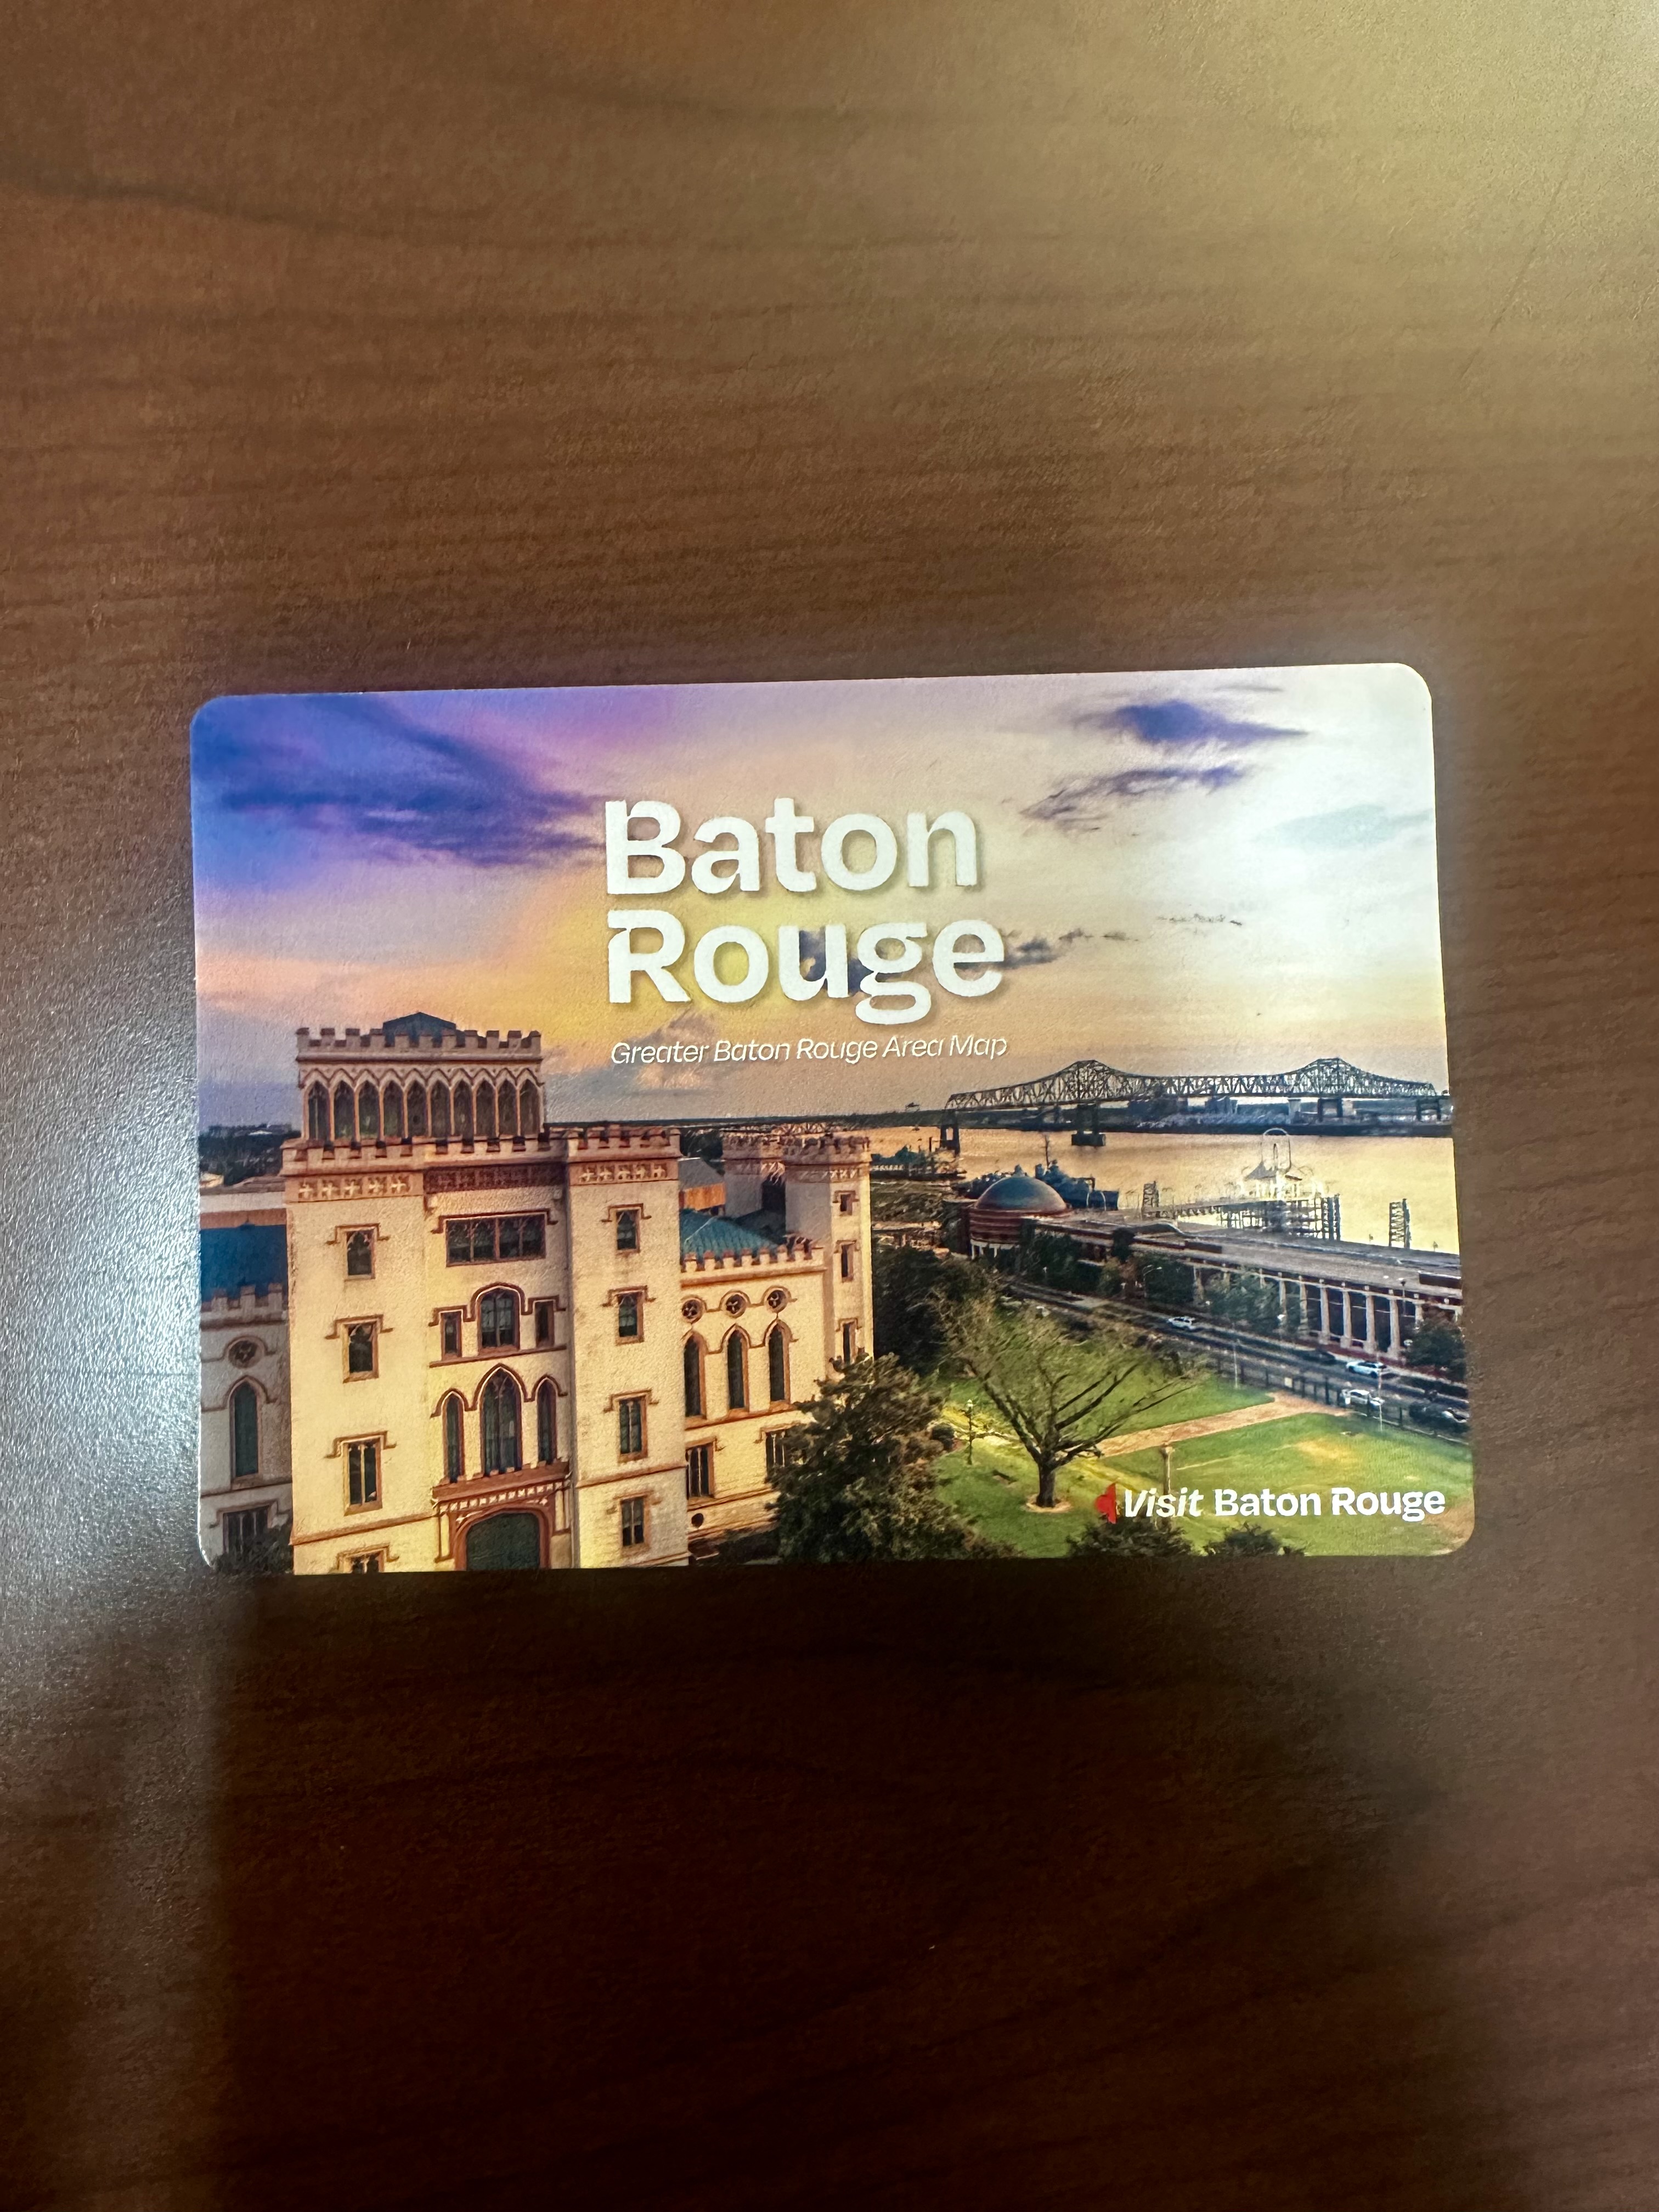 Baton
Rouge
Greater Baton Rouge Area Map
Visit Baton Rouge